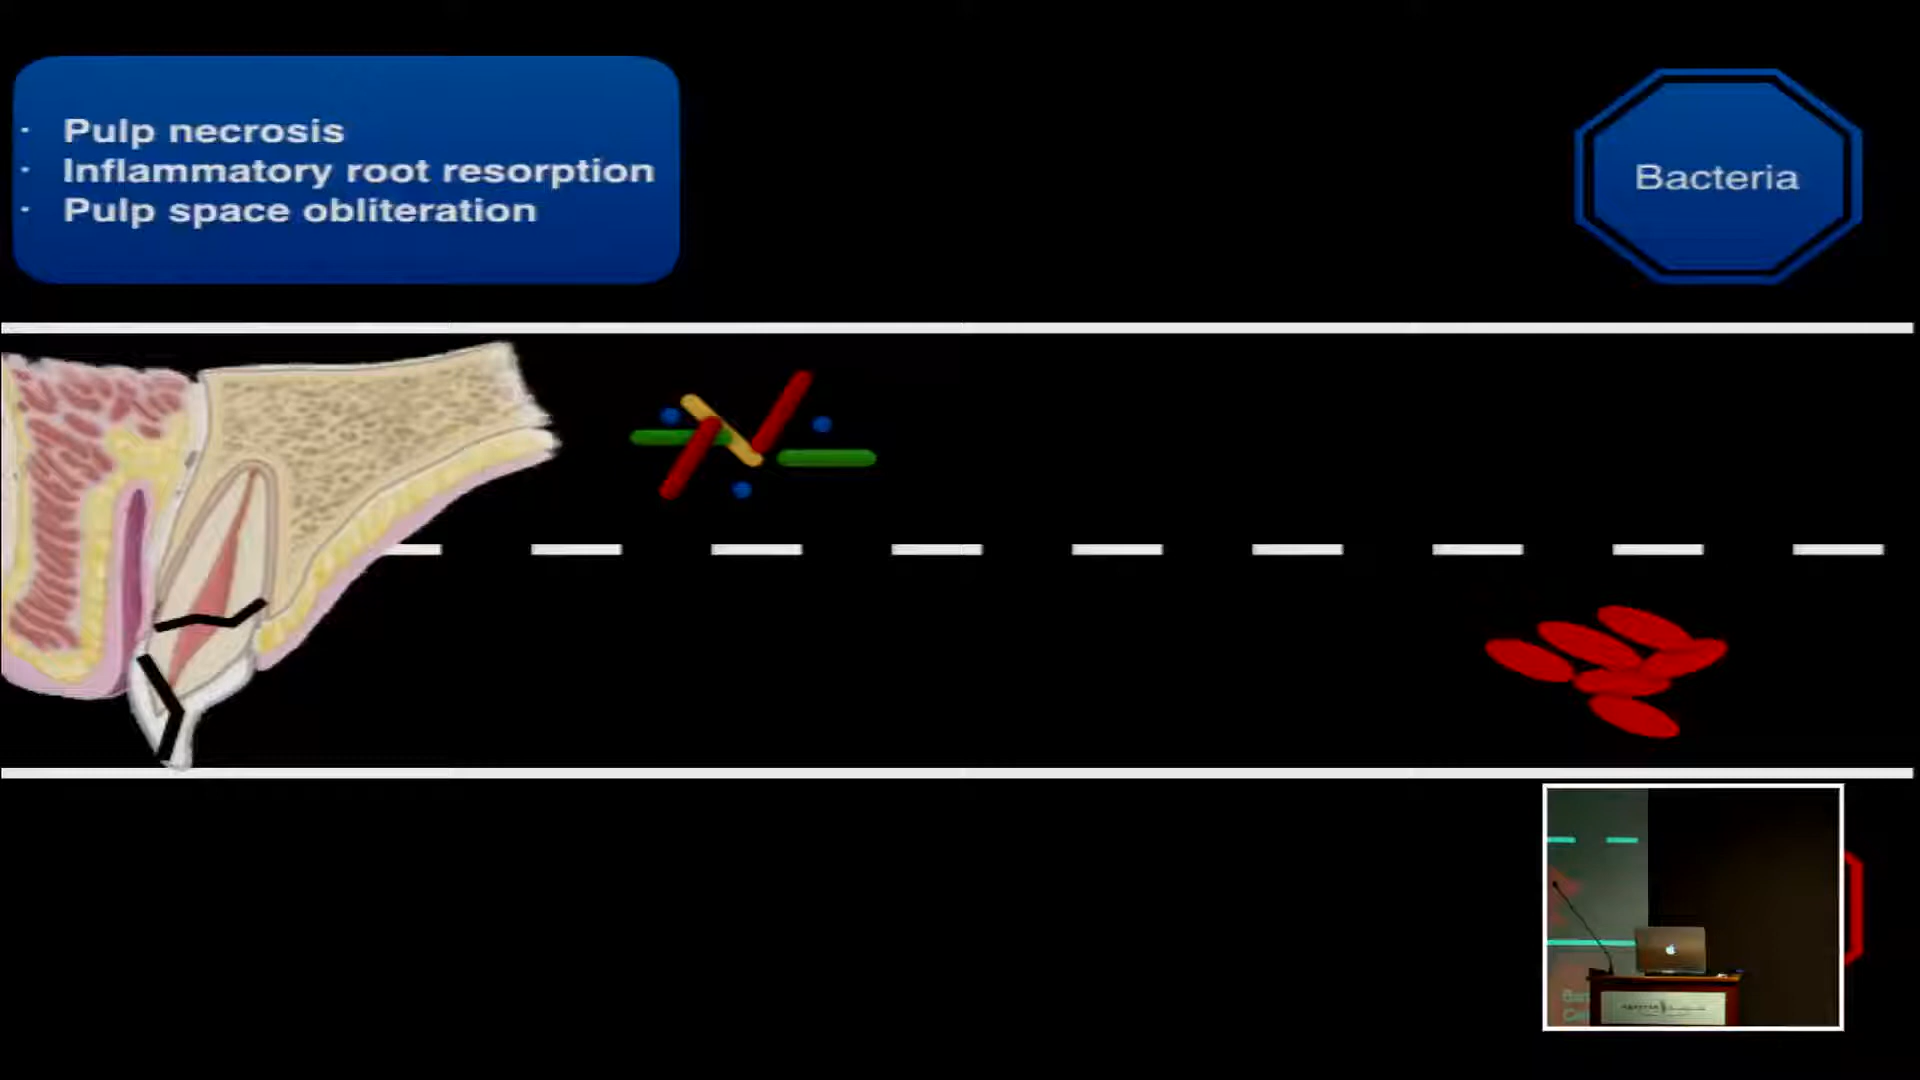 · Pulp necrosis
· Inflammatory root resorption
· Pulp space obliteration
Bacteria